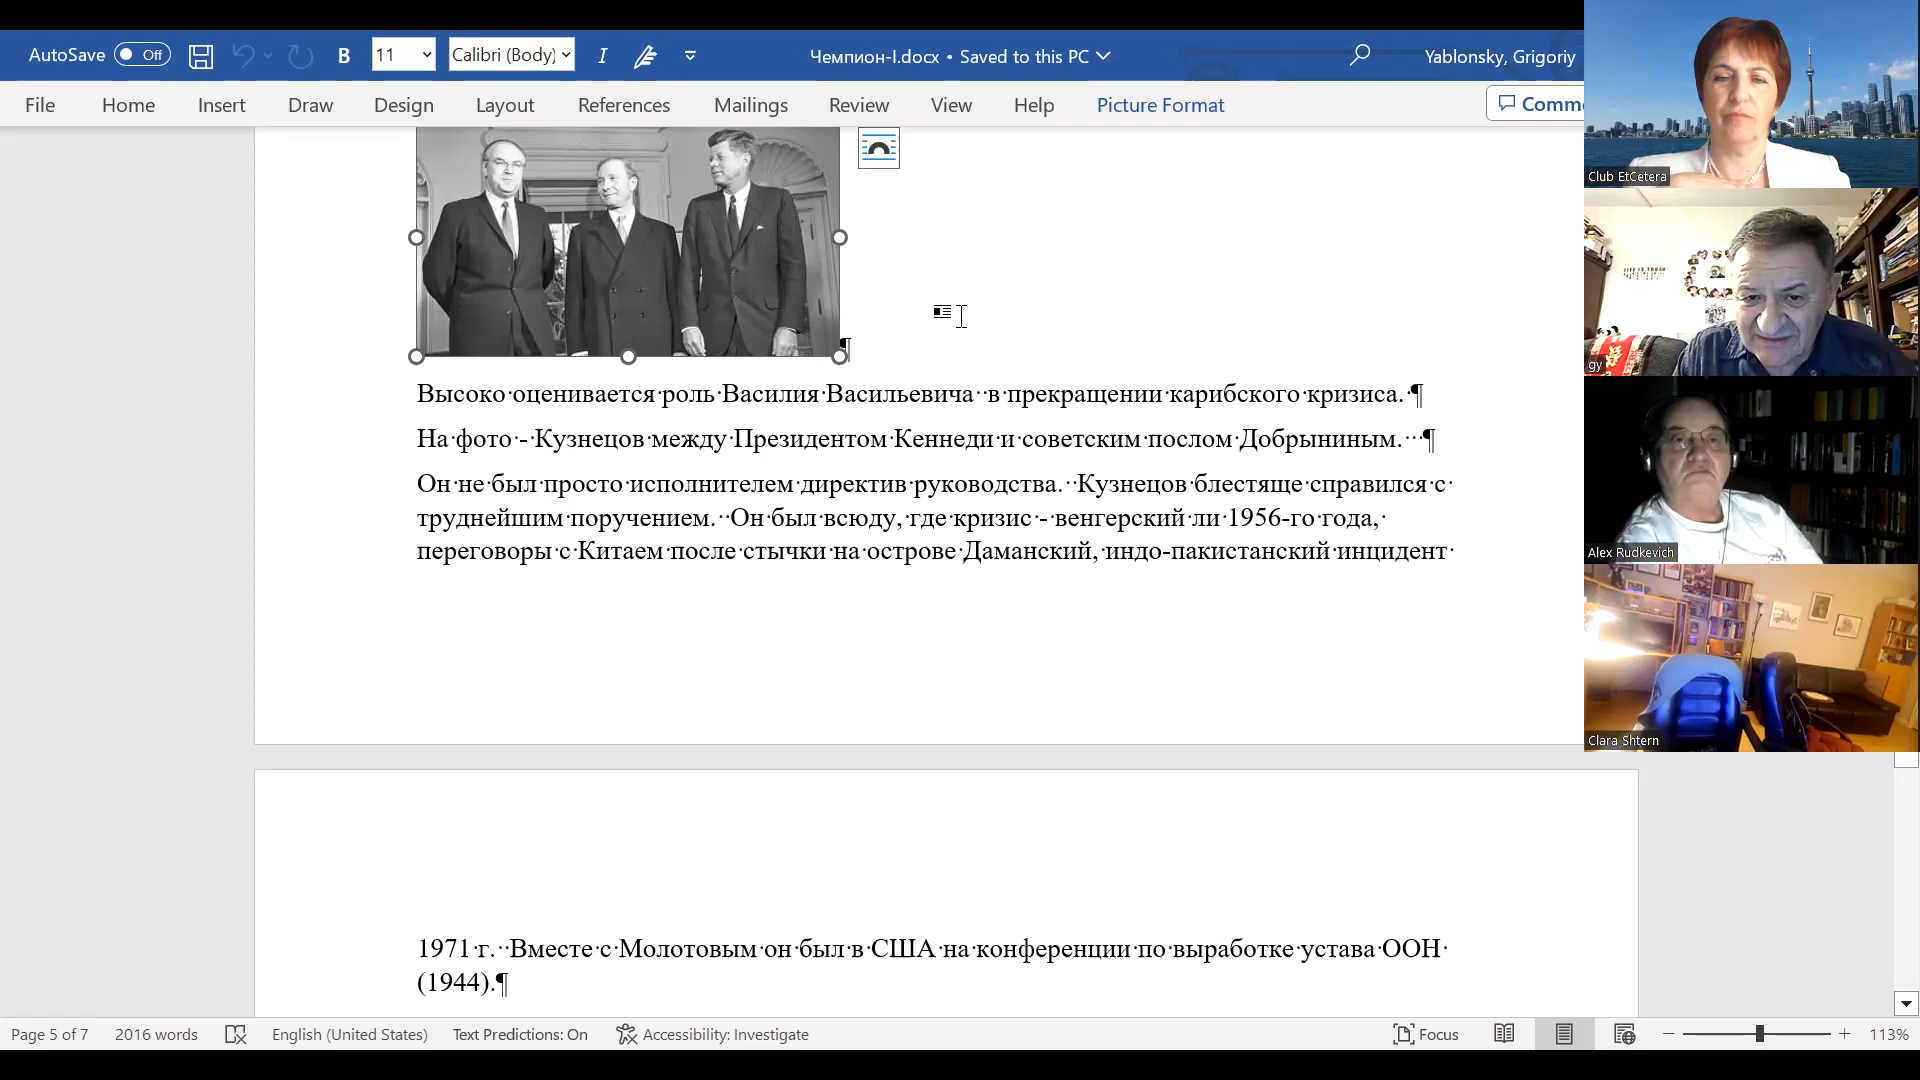 AutoSave Off B 11 Calibri (Body) I Чемпион-I.docx • Saved to this PC Yablonsky, Grigoriy
File Home Insert Draw Design Layout References Mailings Review View Help Picture Format Comme
Club EtCetera
gy
Alex Rudkevich
Clara Shtern
Высоко оценивается роль Василия Васильевича в прекращении карибского кризиса. ¶
На фото - Кузнецов между Президентом Кеннеди и советским послом Добрыниным. ¶
Он не был просто исполнителем директив руководства. Кузнецов блестяще справился с
труднейшим поручением. Он был всюду, где кризис - венгерский ли 1956-го года,
переговоры с Китаем после стычки на острове Даманский, индо-пакистанский инцидент
1971 г. Вместе с Молотовым он был в США на конференции по выработке устава ООН
(1944).¶
Page 5 of 7 2016 words English (United States) Text Predictions: On Accessibility: Investigate Focus 113%